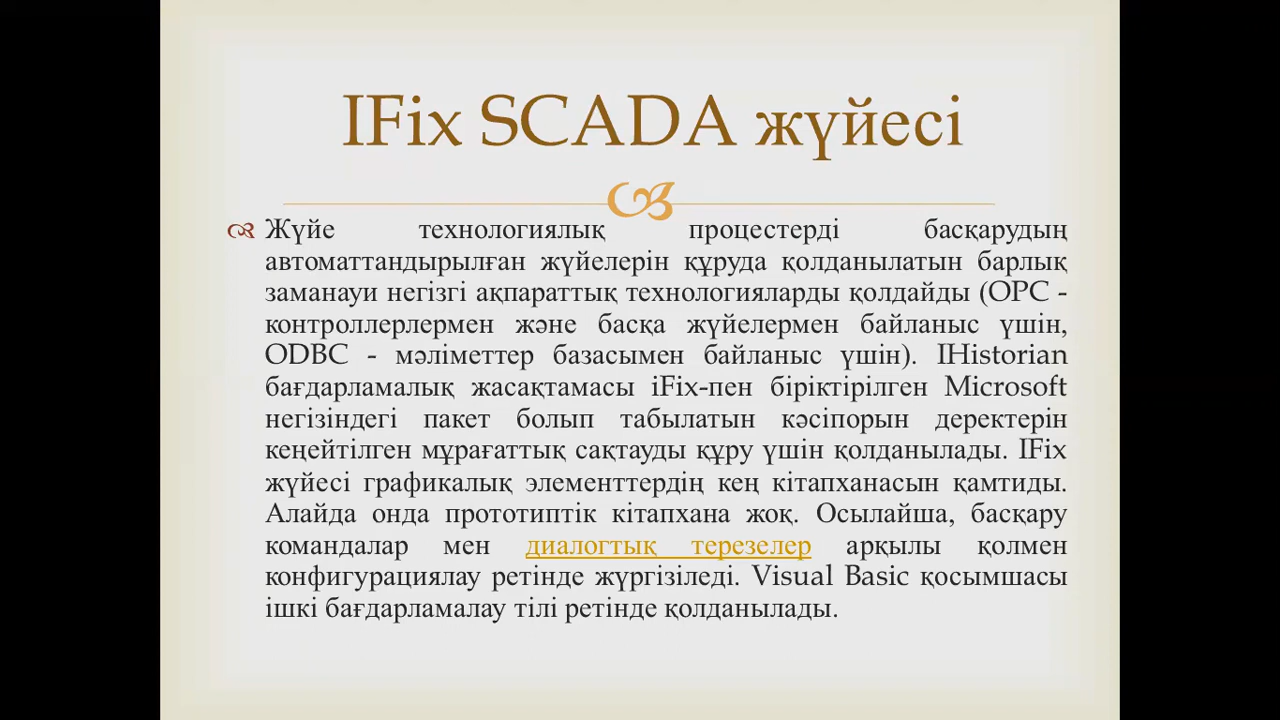 IFix SCADA жүйесі
Жүйе технологиялық процестерді басқарудың
автоматтандырылған жүйелерін құруда қолданылатын барлық
заманауи негізгі ақпараттық технологияларды қолдайды (OPC -
контроллерлермен және басқа жүйелермен байланыс үшін,
ODBC - мәліметтер базасымен байланыс үшін). IHistorian
бағдарламалық жасақтамасы iFix-пен біріктірілген Microsoft
негізіндегі пакет болып табылатын кәсіпорын деректерін
кеңейтілген мұрағаттық сақтауды құру үшін қолданылады. IFix
жүйесі графикалық элементтердің кең кітапханасын қамтиды.
Алайда онда прототиптік кітапхана жоқ. Осылайша, басқару
командалар мен диалогтық терезелер арқылы қолмен
конфигурациялау ретінде жүргізіледі. Visual Basic қосымшасы
ішкі бағдарламалау тілі ретінде қолданылады.